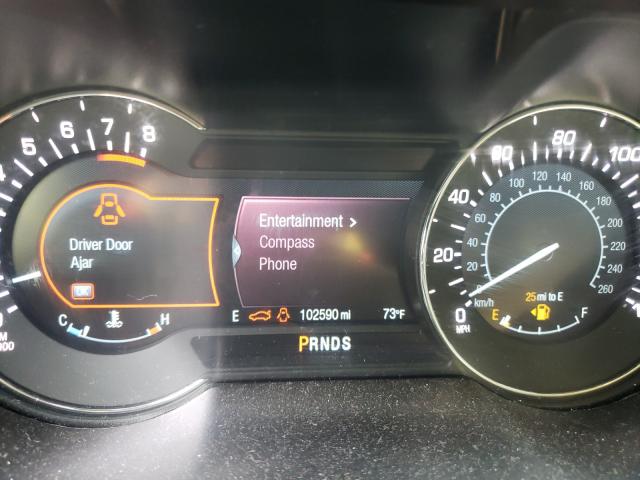 4 5 6 7 8
Driver Door
Ajar
OK
C H
Entertainment >
Compass
Phone
E 102590 mi 73°F
PRNDS
0 20 40 60 80 100
MPH
20 40 60 80 100 120 140 160 180 200 220 240 260
km/h
25 mi to E
E F